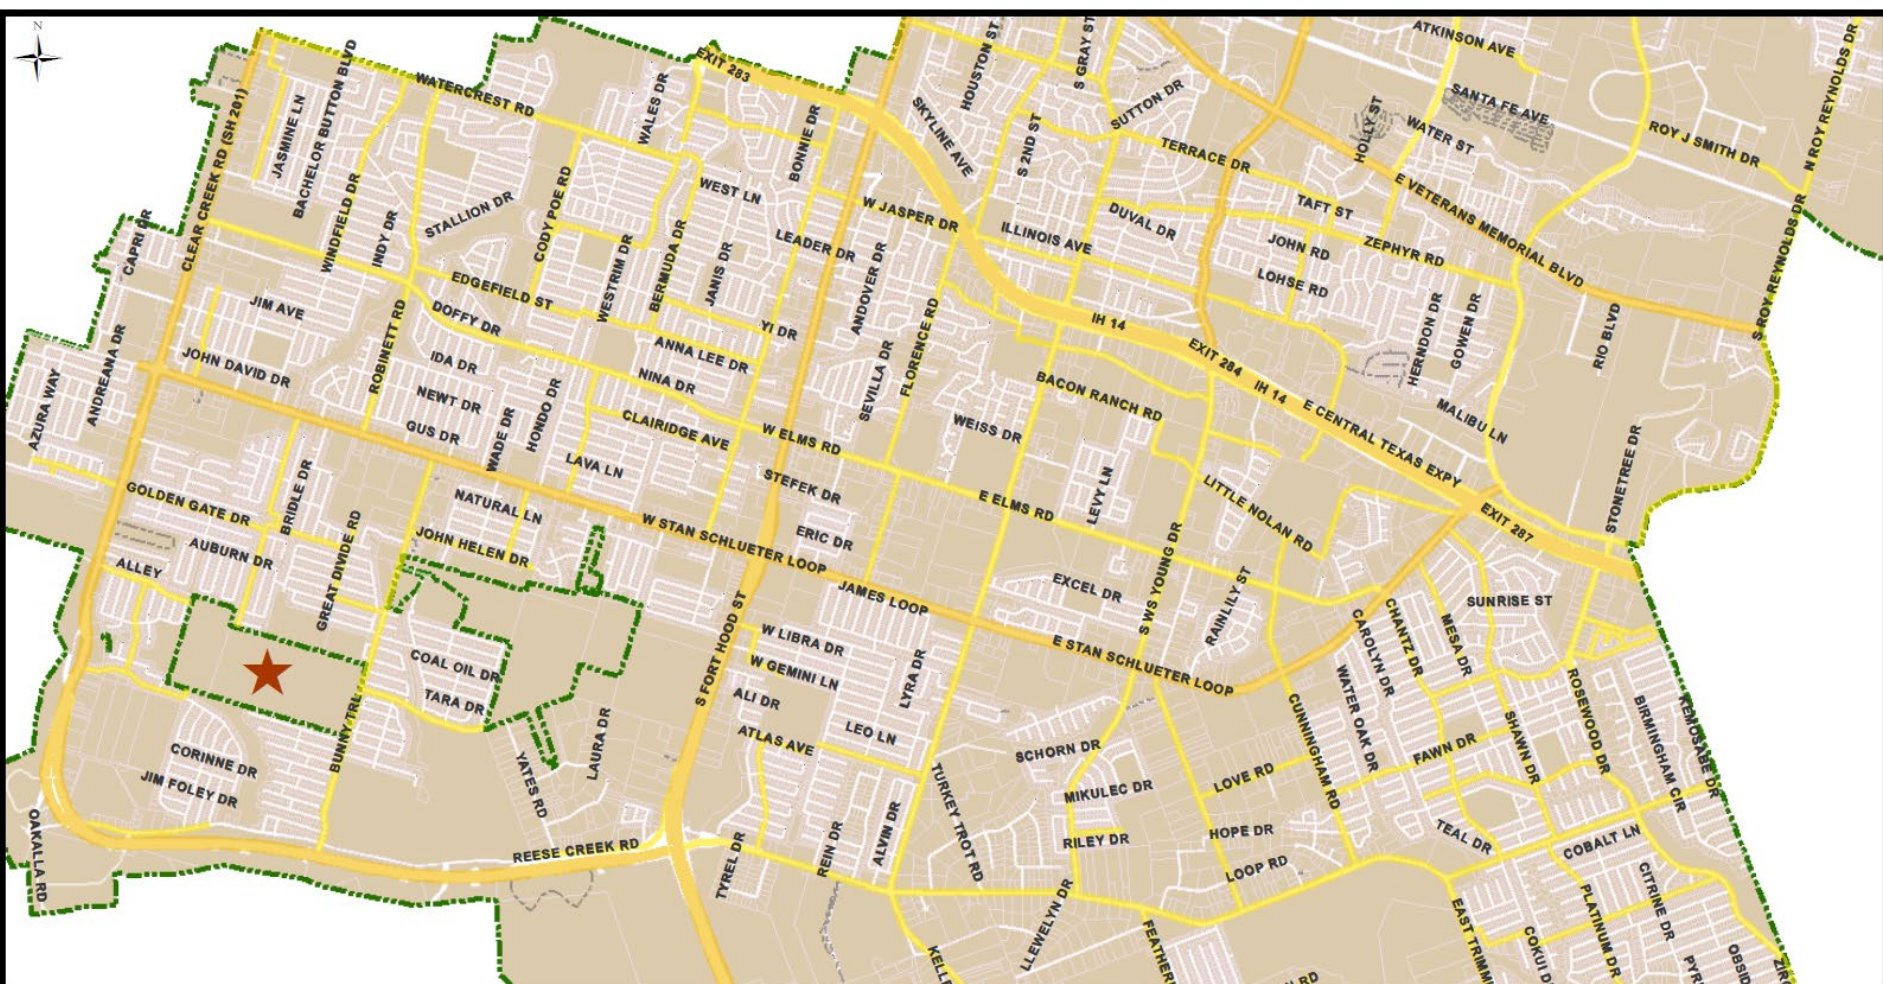 N
ATKINSON AVE
HOUSTON ST
S GRAY ST
N ROY REYNOLDS DR
EXIT 283
BACHELOR BUTTON BLVD
WATERCREST RD
WALES DR
JASMINE LN
CLEAR CREEK RD (SH 201)
BONNIE DR
SKYLINE AVE
SUTTON DR
S 2ND ST
HOLLY ST
SANTA FE AVE
WATER ST
ROY J SMITH DR
TERRACE DR
WEST LN
E VETERANS MEMORIAL BLVD
WINDFIELD DR
INDY DR
STALLION DR
CODY POE RD
CAPRI DR
W JASPER DR
DUVAL DR
TAFT ST
ILLINOIS AVE
LEADER DR
JOHN RD
ZEPHYR RD
BERMUDA DR
WESTRIM DR
JANIS DR
ANDOVER DR
LOHSE RD
S ROY REYNOLDS DR
EDGEFIELD ST
JIM AVE
DOFFY DR
YI DR
IH 14
HERNDON DR
GOWEN DR
RIO BLVD
ROBINETT RD
FLORENCE RD
ANDREANA DR
IDA DR
ANNA LEE DR
EXIT 284
JOHN DAVID DR
NINA DR
SEVILLA DR
IH 14
AZURA WAY
NEWT DR
BACON RANCH RD
E CENTRAL TEXAS EXPY
MALIBU LN
GUS DR
WADE DR
HONDO DR
CLAIRIDGE AVE
W ELMS RD
WEISS DR
LAVA LN
STEFEK DR
LEVY LN
LITTLE NOLAN RD
STONETREE DR
GOLDEN GATE DR
BRIDLE DR
NATURAL LN
E ELMS RD
EXIT 287
W STAN SCHLUETER LOOP
ERIC DR
GREAT DIVIDE RD
JOHN HELEN DR
AUBURN DR
ALLEY
S WS YOUNG DR
JAMES LOOP
EXCEL DR
RAINLILY ST
SUNRISE ST
W LIBRA DR
S FORT HOOD ST
CAROLYN DR
CHANTZ DR
MESA DR
COAL OIL DR
W GEMINI LN
E STAN SCHLUETER LOOP
LYRA DR
TARA DR
ALI DR
WATER OAK DR
ROSEWOOD DR
BUNNY TRL
LAURA DR
LEO LN
CUNNINGHAM RD
SHAWN DR
BIRMINGHAM CIR
KEMOSABE DR
ATLAS AVE
SCHORN DR
FAWN DR
CORINNE DR
YATES RD
LOVE RD
JIM FOLEY DR
TURKEY TROT RD
MIKULEC DR
OAKALLA RD
ALVIN DR
REIN DR
RILEY DR
HOPE DR
TEAL DR
COBALT LN
REESE CREEK RD
TYREL DR
LOOP RD
CITRINE DR
PLATINUM DR
LLEWELYN DR
EAST TRIMM
FEATHER
KELL
COKUI D
OBSID
PYR
ZIR
RD